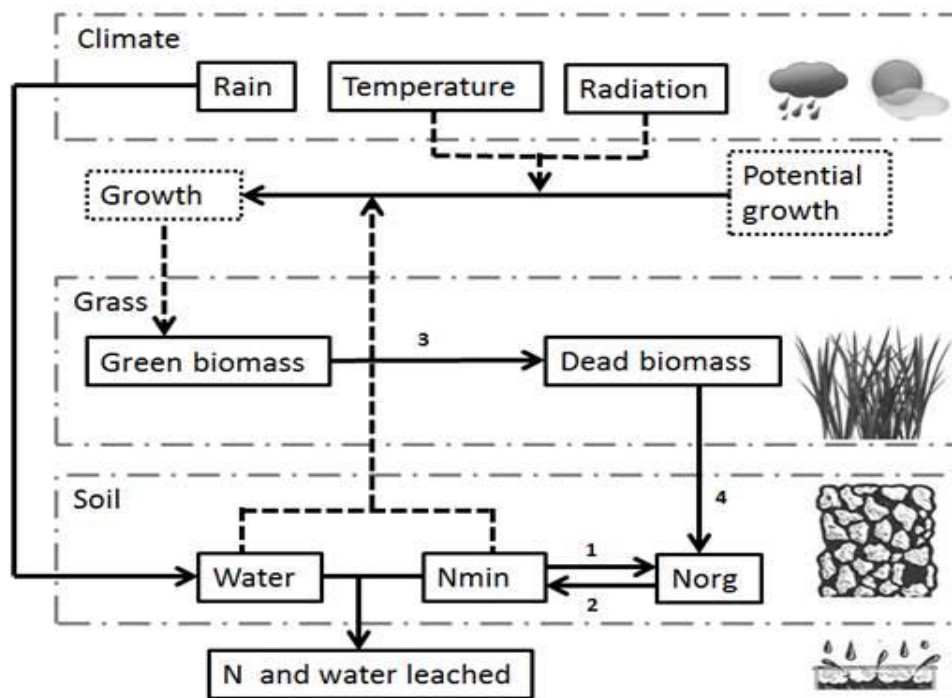 Climate
Rain
Temperature
Radiation
Growth
Potential
growth
Grass
Green biomass
3
Dead biomass
4
Soil
Water
Nmin
1
2
Norg
N and water leached